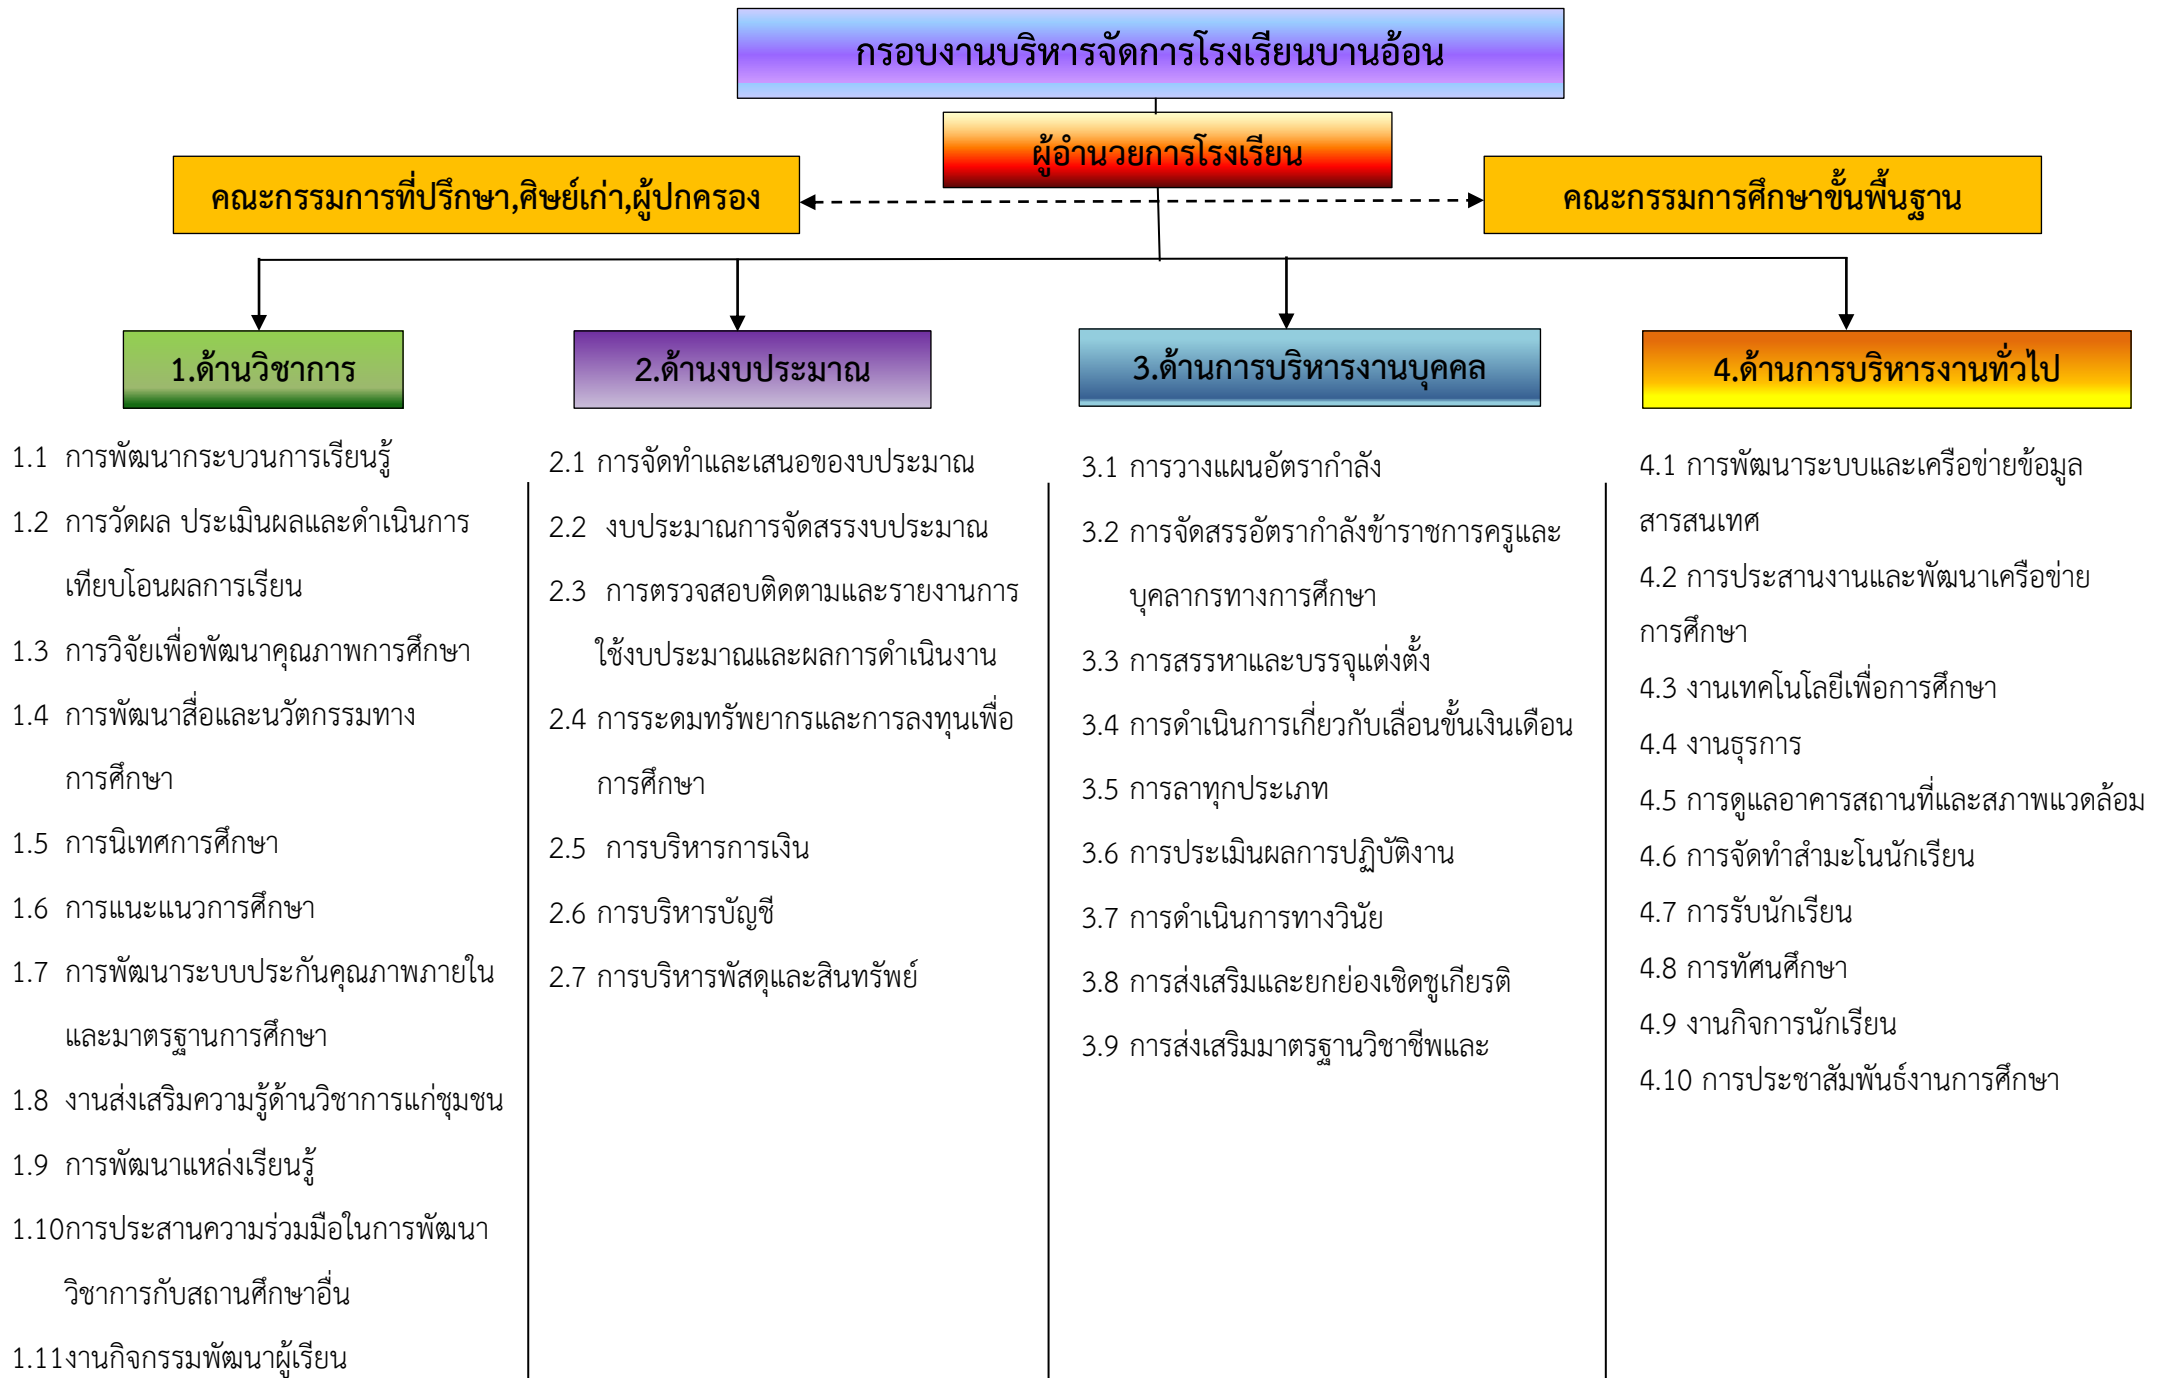 กรอบงานบริหารจัดการโรงเรียนบานอ้อน
ผู้อำนวยการโรงเรียน
คณะกรรมการที่ปรึกษา,ศิษย์เก่า,ผู้ปกครอง
คณะกรรมการศึกษาขั้นพื้นฐาน
1.ด้านวิชาการ
1.1 การพัฒนากระบวนการเรียนรู้
1.2 การวัดผล ประเมินผลและดำเนินการ
เทียบโอนผลการเรียน
1.3 การวิจัยเพื่อพัฒนาคุณภาพการศึกษา
1.4 การพัฒนาสื่อและนวัตกรรมทาง
การศึกษา
1.5 การนิเทศการศึกษา
1.6 การแนะแนวการศึกษา
1.7 การพัฒนาระบบประกันคุณภาพภายใน
และมาตรฐานการศึกษา
1.8 งานส่งเสริมความรู้ด้านวิชาการแก่ชุมชน
1.9 การพัฒนาแหล่งเรียนรู้
1.10การประสานความร่วมมือในการพัฒนา
วิชาการกับสถานศึกษาอื่น
1.11งานกิจกรรมพัฒนาผู้เรียน
2.ด้านงบประมาณ
2.1 การจัดทำและเสนอของบประมาณ
2.2 งบประมาณการจัดสรรงบประมาณ
2.3 การตรวจสอบติดตามและรายงานการ
ใช้งบประมาณและผลการดำเนินงาน
2.4 การระดมทรัพยากรและการลงทุนเพื่อ
การศึกษา
2.5 การบริหารการเงิน
2.6 การบริหารบัญชี
2.7 การบริหารพัสดุและสินทรัพย์
3.ด้านการบริหารงานบุคคล
3.1 การวางแผนอัตรากำลัง
3.2 การจัดสรรอัตรากำลังข้าราชการครูและ
บุคลากรทางการศึกษา
3.3 การสรรหาและบรรจุแต่งตั้ง
3.4 การดำเนินการเกี่ยวกับเลื่อนขั้นเงินเดือน
3.5 การลาทุกประเภท
3.6 การประเมินผลการปฏิบัติงาน
3.7 การดำเนินการทางวินัย
3.8 การส่งเสริมและยกย่องเชิดชูเกียรติ
3.9 การส่งเสริมมาตรฐานวิชาชีพและ
4.ด้านการบริหารงานทั่วไป
4.1 การพัฒนาระบบและเครือข่ายข้อมูล
สารสนเทศ
4.2 การประสานงานและพัฒนาเครือข่าย
การศึกษา
4.3 งานเทคโนโลยีเพื่อการศึกษา
4.4 งานธุรการ
4.5 การดูแลอาคารสถานที่และสภาพแวดล้อม
4.6 การจัดทำสำมะโนนักเรียน
4.7 การรับนักเรียน
4.8 การทัศนศึกษา
4.9 งานกิจการนักเรียน
4.10 การประชาสัมพันธ์งานการศึกษา